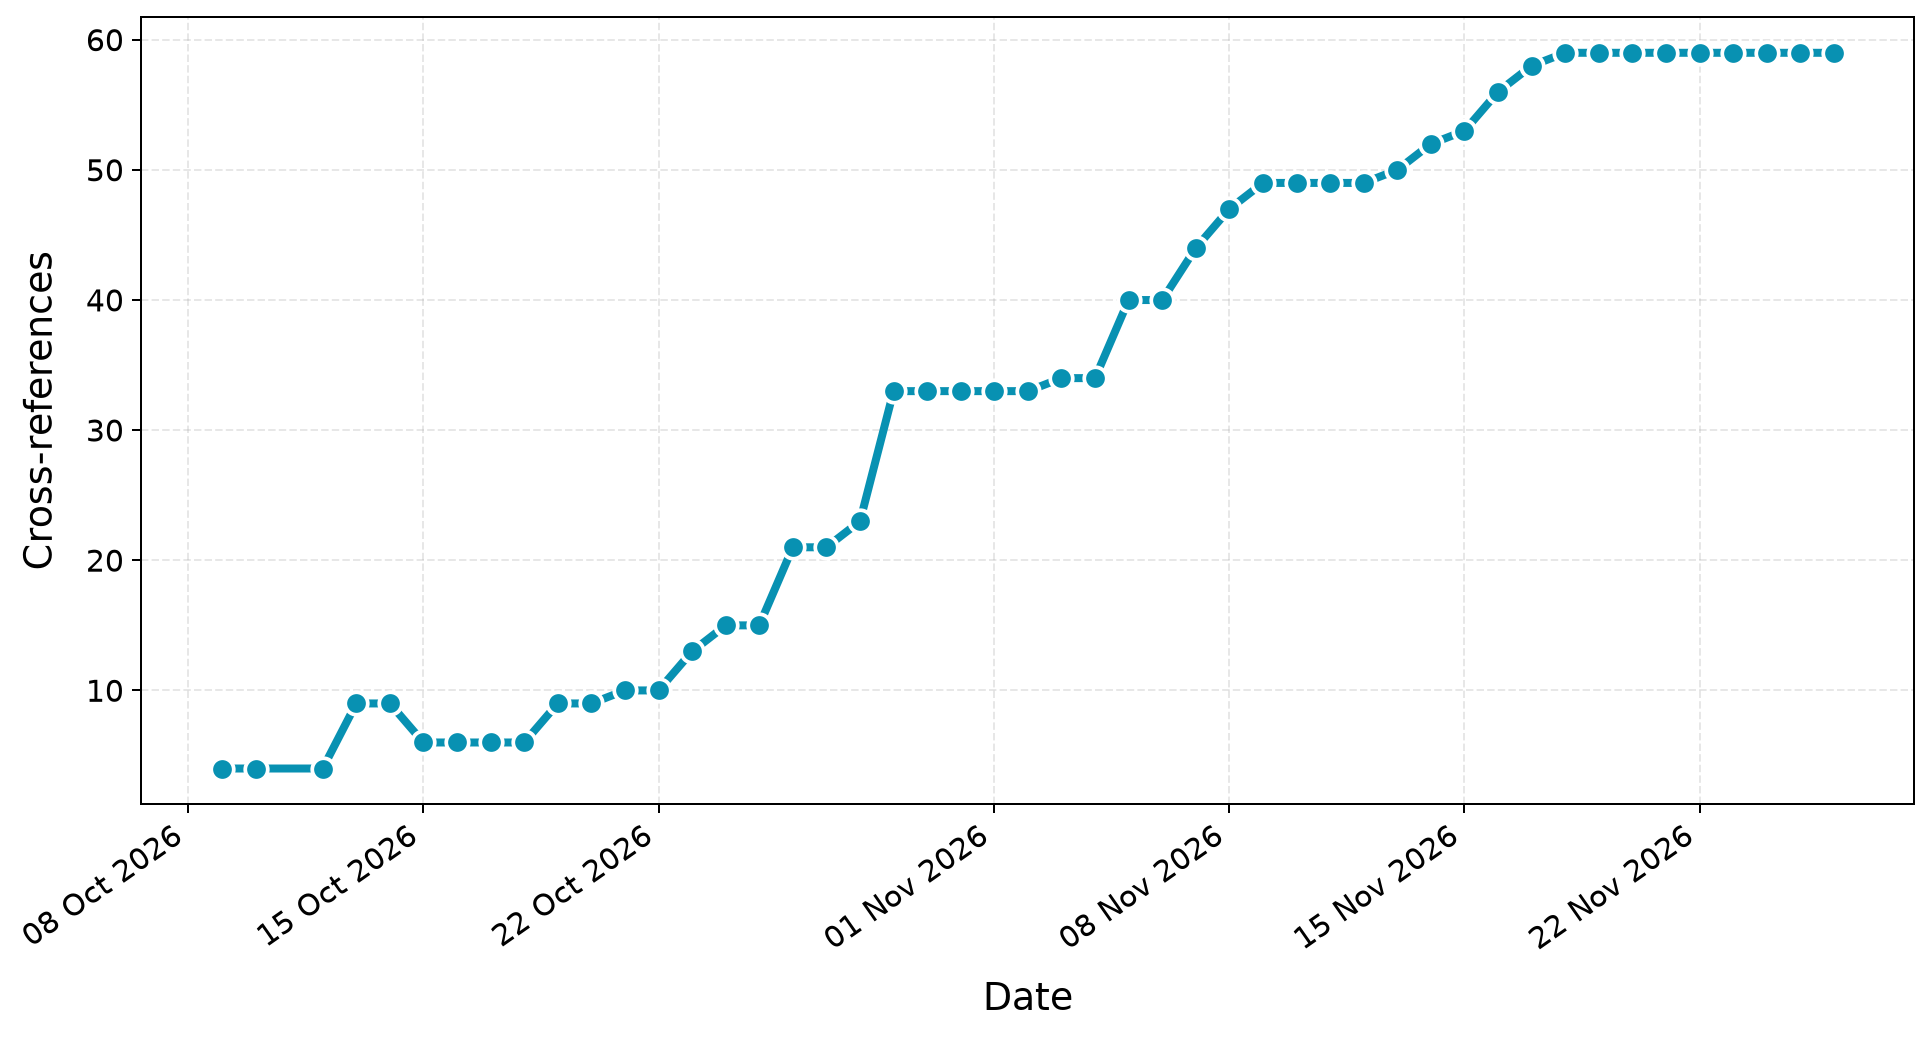 60
50
40
30
20
10
Cross-references
08 Oct 2026
15 Oct 2026
22 Oct 2026
01 Nov 2026
08 Nov 2026
15 Nov 2026
22 Nov 2026
Date